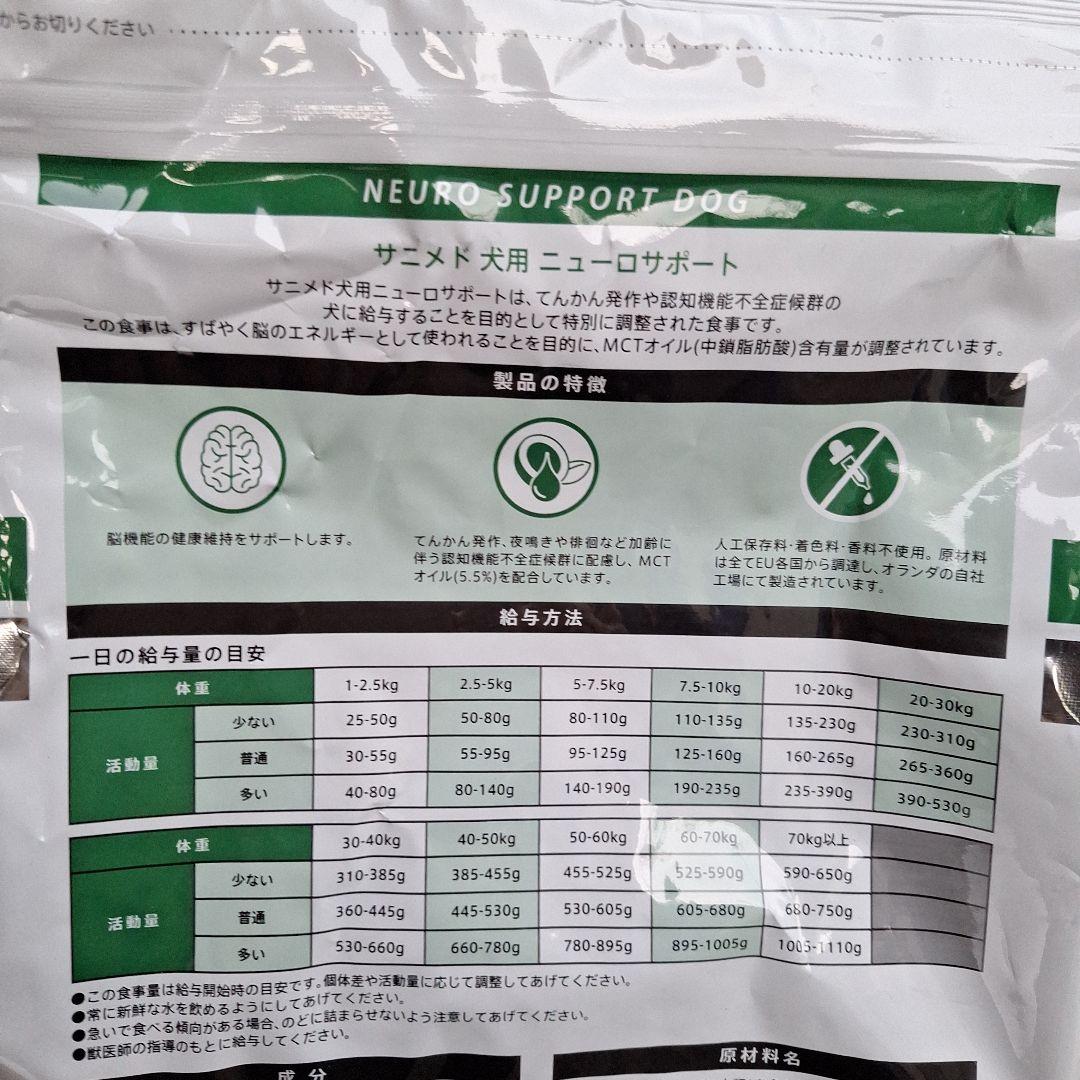 からお切りください
NEURO SUPPORT DOG
サニメド 犬用 ニューロサポート
サニメド犬用ニューロサポートは、てんかん発作や認知機能不全症候群の
犬に給与することを目的として特別に調整された食事です。
この食事は、すばやく脳のエネルギーとして使われることを目的に、MCTオイル(中鎖脂肪酸)含有量が調整されています。
製品の特徴
脳機能の健康維持をサポートします。
てんかん発作、夜鳴きや徘徊など加齢に
伴う認知機能不全症候群に配慮し、MCT
オイル(5.5%)を配合しています。
人工保存料・着色料・香料不使用。原材料
は全てEU各国から調達し、オランダの自社
工場にて製造されています。
給与方法
一日の給与量の目安
体重 1-2.5kg 2.5-5kg 5-7.5kg 7.5-10kg 10-20kg 20-30kg
活動量
少ない 25-50g 50-80g 80-110g 110-135g 135-230g 230-310g
普通 30-55g 55-95g 95-125g 125-160g 160-265g 265-360g
多い 40-80g 80-140g 140-190g 190-235g 235-390g 390-530g
体重 30-40kg 40-50kg 50-60kg 60-70kg 70kg以上
活動量
少ない 310-385g 385-455g 455-525g 525-590g 590-650g
普通 360-445g 445-530g 530-605g 605-680g 680-750g
多い 530-660g 660-780g 780-895g 895-1005g 1005-1110g
●この食事量は給与開始時の目安です。個体差や活動量に応じて調整してあげてください。
●常に新鮮な水を飲めるようにしてあげてください。
●急いで食べる傾向がある場合、のどに詰まらせないよう注意してあげてください。
●獣医師の指導のもとに給与してください。
成分
原材料名